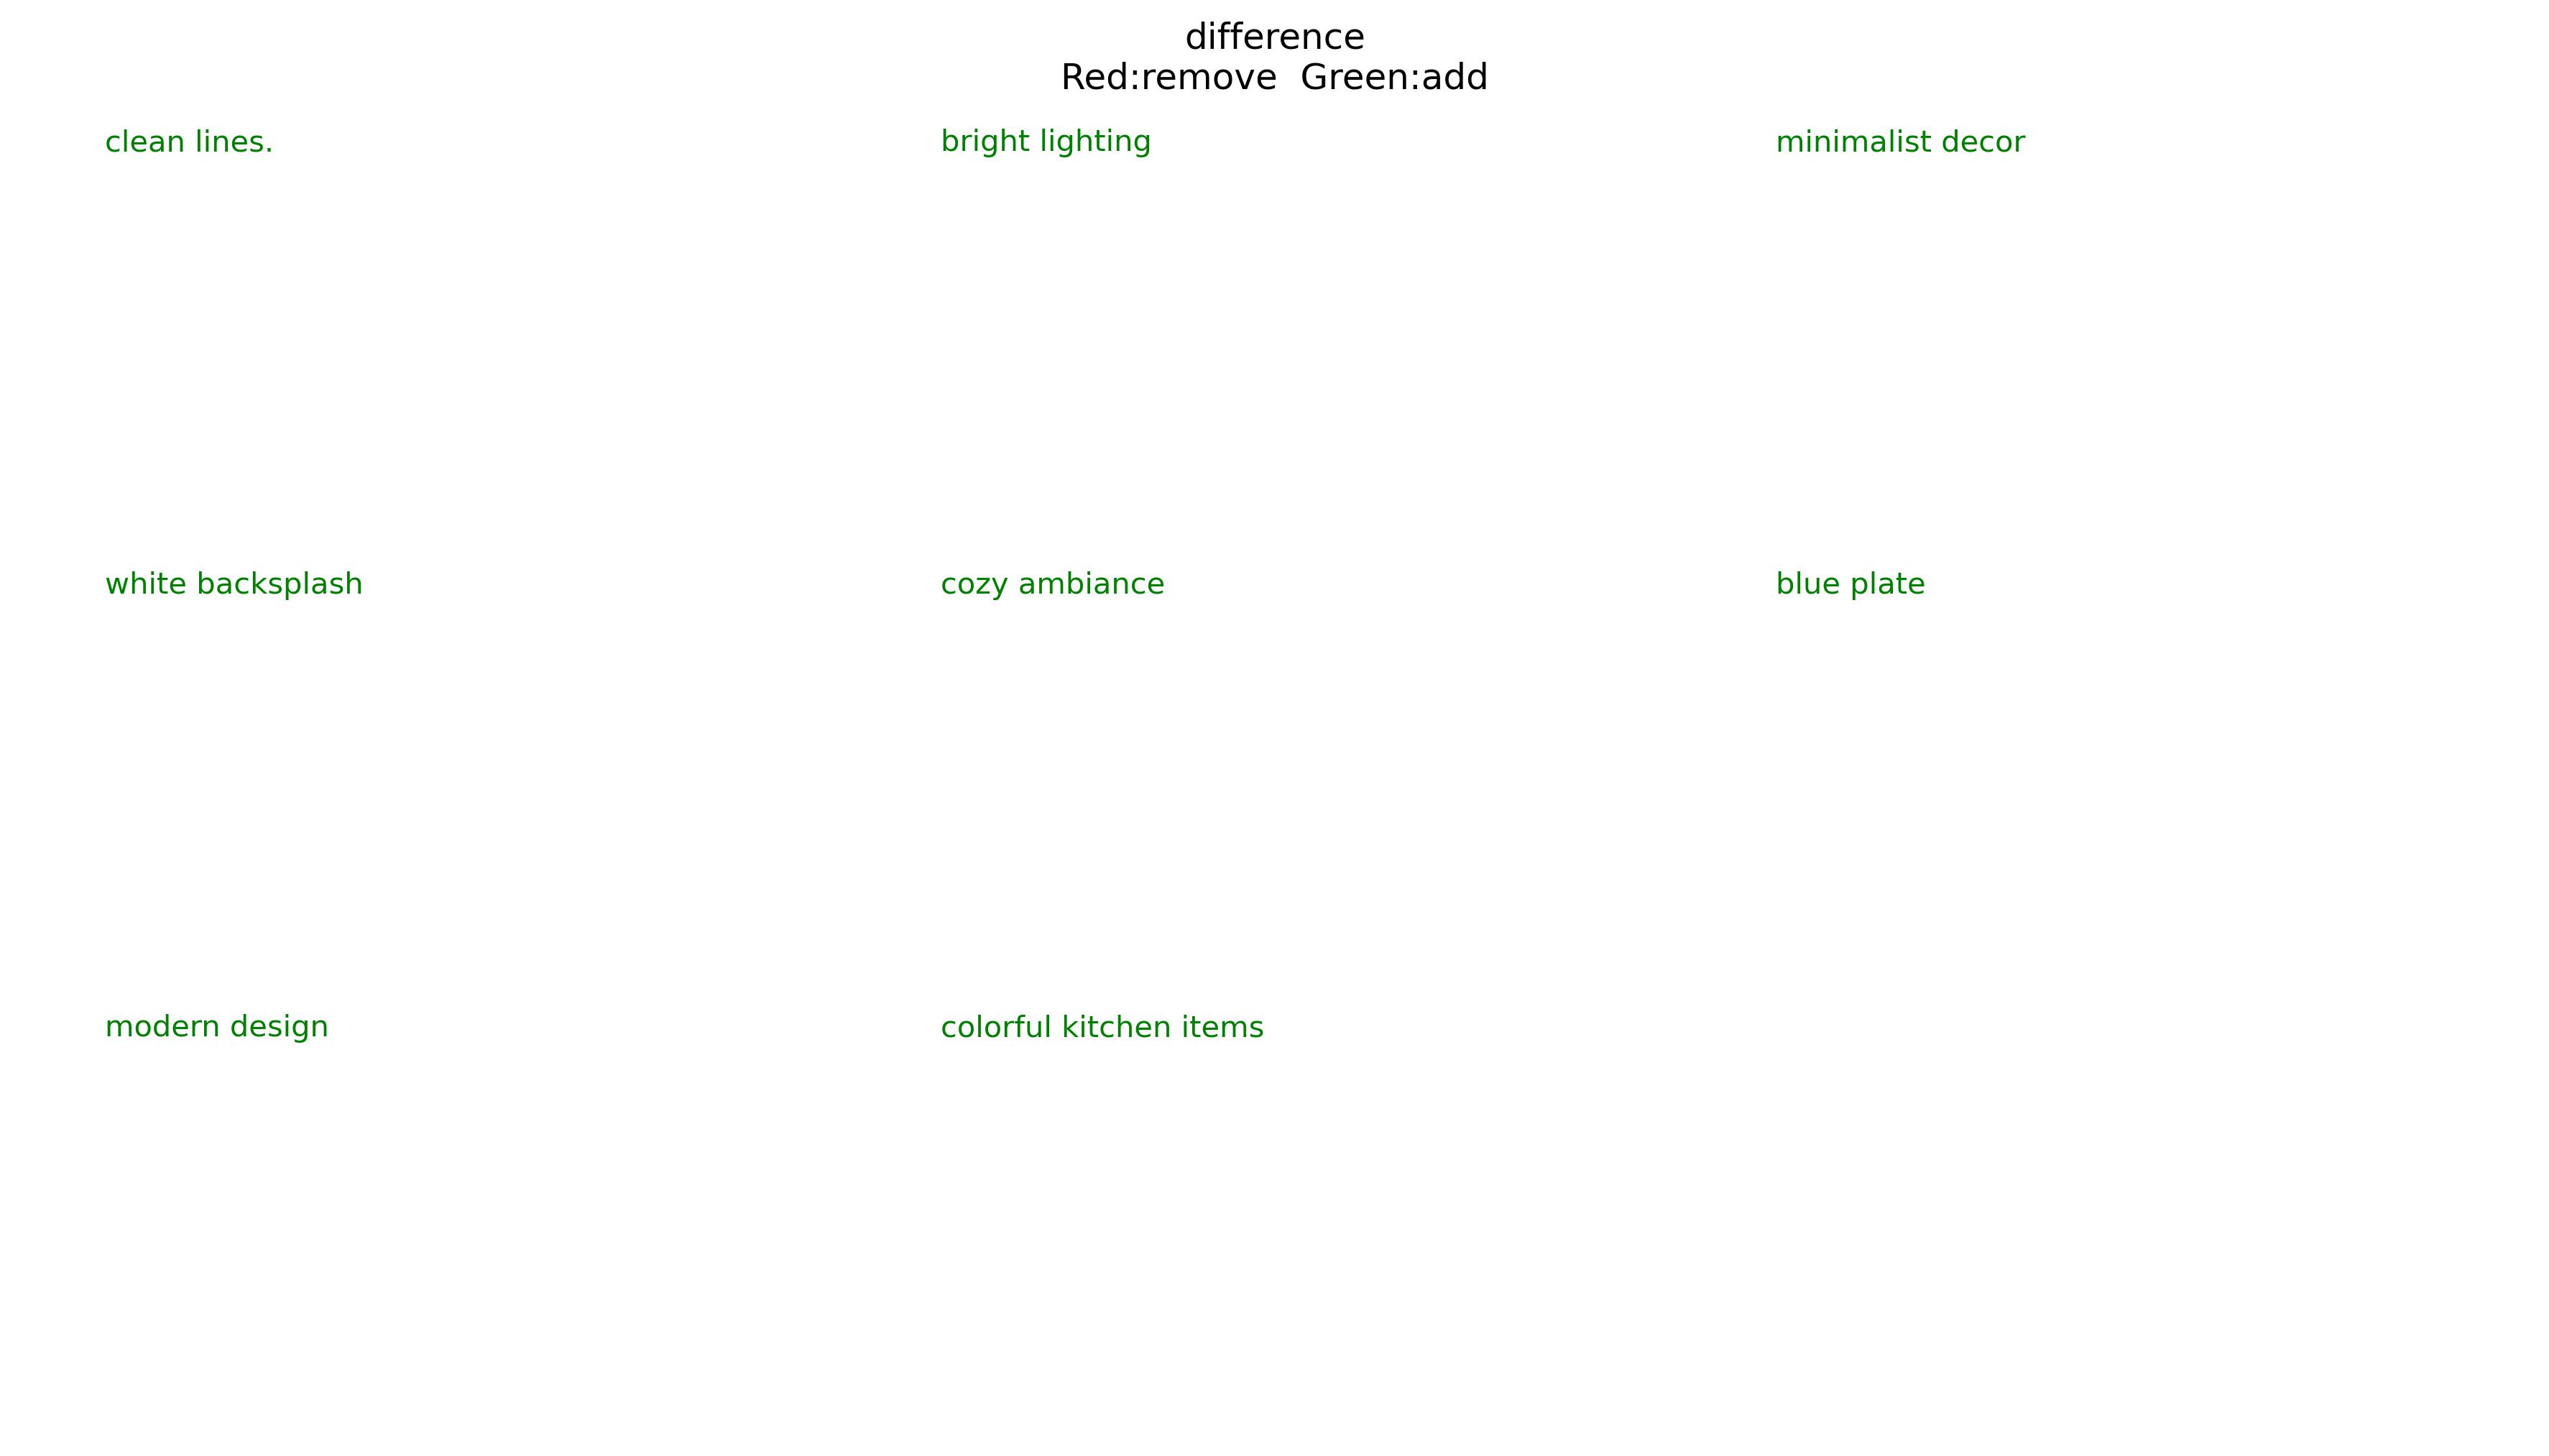 difference
Red:remove  Green:add
clean lines.
bright lighting
minimalist decor
white backsplash
cozy ambiance
blue plate
modern design
colorful kitchen items